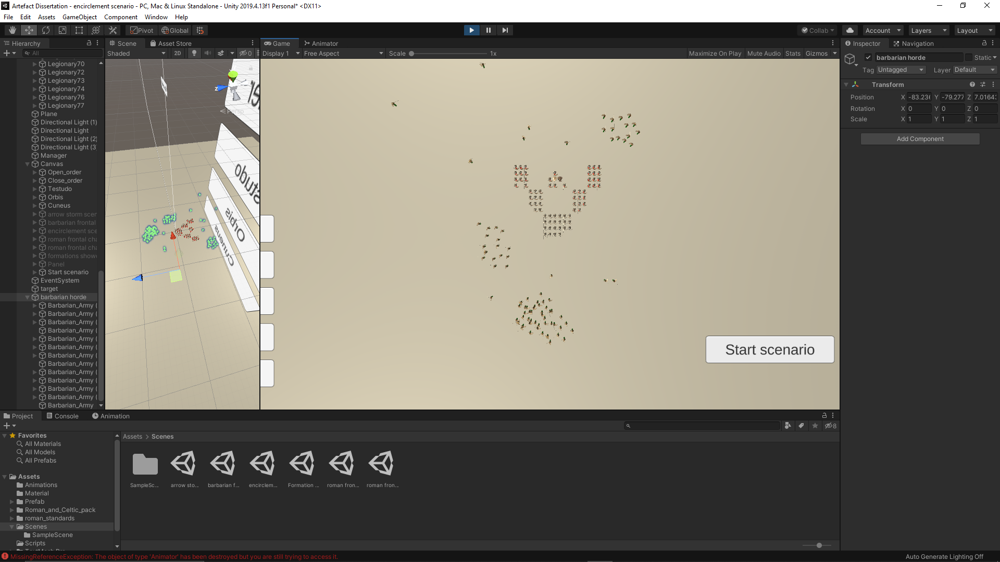 Artefact Dissertation - encirclement scenario - PC, Mac & Linux Standalone - Unity 2019.4.13f1 Personal* <DX11>
File Edit Assets GameObject Component Window Help
Pivot Global Collab Account Layers Layout
Hierarchy Scene Asset Store Game Animator Inspector Navigation
All Shaded 2D 0 Display 1 Free Aspect Scale 1x Maximize On Play Mute Audio Stats Gizmos
barbarian horde Static
Tag Untagged Layer Default
Transform
Position X -83.236 Y -79.277 Z 7.0164
Rotation X 0 Y 0 Z 0
Scale X 1 Y 1 Z 1
Add Component
Legionary70
Legionary72
Legionary73
Legionary74
Legionary76
Legionary77
Plane
Directional Light (1)
Directional Light
Directional Light (2)
Directional Light (3)
Manager
Canvas
Open_order
Close_order
Testudo
Orbis
Cuneus
arrow storm scen
barbarian frontal
encirclement sce
roman frontal cha
roman frontal cha
formations show
Panel
Start scenario
EventSystem
target
barbarian horde
Barbarian_Army (
Barbarian_Army (
Barbarian_Army (
Barbarian_Army (
Barbarian_Army (
Barbarian_Army (
Barbarian_Army (
Barbarian_Army (
Barbarian_Army (
Barbarian_Army (
Barbarian_Army (
Barbarian_Army (
Barbarian_Army
z
Persp
studo
Orbis
Cuneus
Start scenario
Project Console Animation
8
Favorites
All Materials
All Models
All Prefabs
Assets
Animations
Material
Prefab
Roman_and_Celtic_pack
roman_standards
Scenes
SampleScene
Scripts
Assets > Scenes
SampleSc... arrow sto... barbarian f... encirclem... Formation ... roman fron... roman fron...
MissingReferenceException: The object of type 'Animator' has been destroyed but you are still trying to access it.
Auto Generate Lighting Off